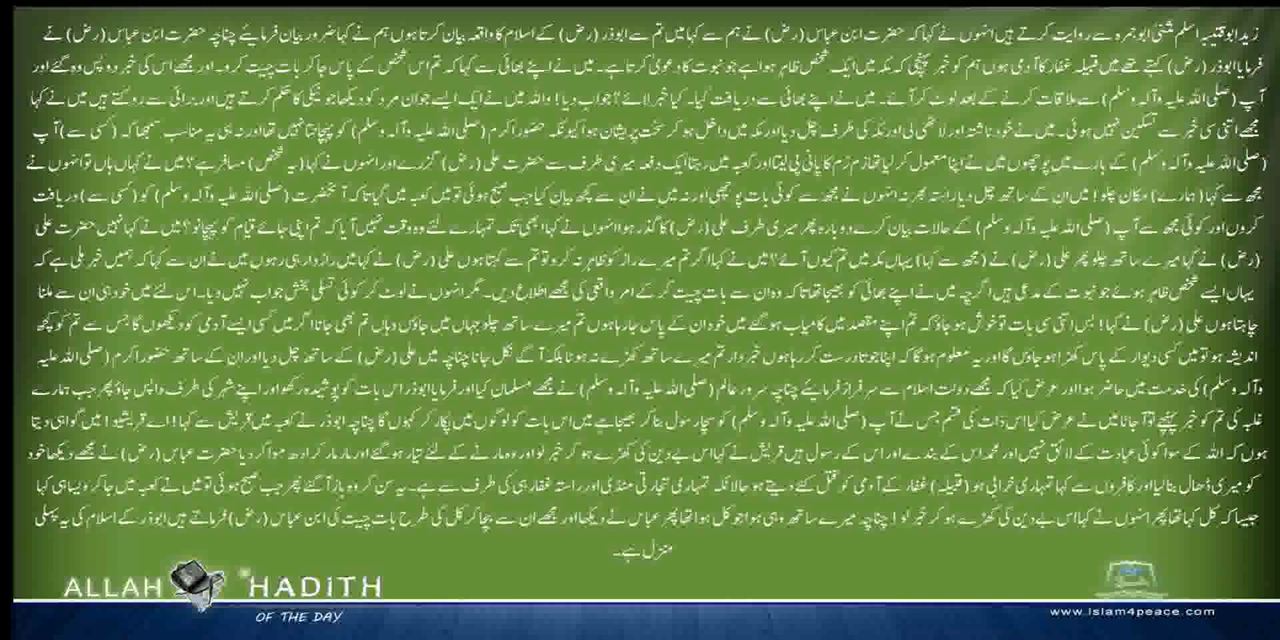 زید ابوقتیبہ اسلم مثنیٰ ابوجمرہ سے روایت کرتے ہیں انہوں نے کہا کہ حضرت ابن عباس (رض) نے ہم سے کہا میں تم سے ابوذر (رض) کے اسلام کا واقعہ بیان کرتا ہوں ہم نے کہا ضرور بیان فرمایئے چناچہ حضرت ابن عباس (رض) نے
فرمایا ابوذر (رض) کہتے تھے میں قبیلہ غفار کا آدمی ہوں ہم کو خبر پہنچی کہ مکہ میں ایک شخص ظاہر ہوا ہے جو نبوت کا دعویٰ کرتا ہے۔ میں نے اپنے بھائی سے کہا کہ تم اس شخص کے پاس جا کر بات چیت کرو۔ اور مجھے اس کی خبر دو پس وہ گئے اور
آپ (صلی اللہ علیہ وآلہ وسلم) سے ملاقات کرنے کے بعد لوٹ کر آئے۔ میں نے اپنے بھائی سے دریافت کیا۔ کیا خبر لائے؟ جواب دیا! واللہ میں نے ایک ایسے جوان مرد کو دیکھا جو نیکی کا حکم کرتے ہیں اور برائی سے روکتے ہیں میں نے کہا
مجھے اتنی سی خبر سے تسکین نہیں ہوئی۔ میں نے خود ناشتہ اور لاٹھی لی اور مکہ کی طرف چل دیا اور مکہ میں داخل ہو کر سخت پریشان ہوا کیونکہ حضور اکرم (صلی اللہ علیہ وآلہ وسلم) کو پہچانتا نہیں تھا اور نہ ہی یہ مناسب سمجھا کہ (کسی سے) آپ
(صلی اللہ علیہ وآلہ وسلم) کے بارے میں پوچھوں میں نے اپنا معمول کر لیا تھا زم زم کا پانی پی لیتا اور کعبہ میں رہتا ایک دفعہ میری طرف سے حضرت علی (رض) گزرے اور انہوں نے کہا (یہ شخص) مسافر ہے؟ میں نے کہا ہاں تو انہوں نے
مجھ سے کہا (ہمارے) مکان چلو! میں ان کے ساتھ چل دیا راستہ بھر نہ انہوں نے مجھ سے کوئی بات پوچھی اور نہ میں نے ان سے کچھ بیان کیا جب صبح ہوئی تو میں کعبہ میں گیا تاکہ آنحضرت (صلی اللہ علیہ وآلہ وسلم) کو (کسی سے) دریافت
کروں اور کوئی مجھ سے آپ (صلی اللہ علیہ وآلہ وسلم) کے حالات بیان کرے دوبارہ پھر میری طرف علی (رض) کا گذر ہوا انہوں نے کہا ابھی تک تمہارے لئے وہ وقت نہیں آیا کہ تم اپنی جائے قیام کو پہچانو؟ میں نے کہا نہیں حضرت علی
(رض) نے کہا میرے ساتھ چلو پھر علی (رض) نے (مجھ سے کہا) یہاں مکہ میں تم کیوں آئے؟ میں نے کہا اگر تم میرے راز کو ظاہر نہ کرو تو تم سے کہتا ہوں علی (رض) نے کہا میں رازدار ہی رہوں میں نے ان سے کہا کہ ہمیں خبر ملی ہے کہ
یہاں ایسے شخص ظاہر ہوئے جو نبوت کے مدعی ہیں اگرچہ میں نے اپنے بھائی کو بھیجا تھا تاکہ وہ ان سے بات چیت کر کے امر واقعی کی مجھے اطلاع دیں۔ مگر انہوں نے لوٹ کر کوئی تسلی بخش جواب نہیں دیا۔ اس لئے میں خود ہی ان سے ملنا
چاہتا ہوں علی (رض) نے کہا! بس اتنی سی بات تو خوش ہو جاؤ کہ تم اپنے مقصد میں کامیاب ہو گئے میں خود ان کے پاس جا رہا ہوں تم میرے ساتھ چلو جہاں میں جاؤں وہاں تم بھی جانا اگر میں کسی ایسے آدمی کو دیکھوں گا جس سے تم کو کچھ
اندیشہ ہو تو میں کسی دیوار کے پاس کھڑا ہو جاؤں گا اور یہ معلوم ہوگا کہ اپنا جوتا درست کر رہا ہوں خبردار تم میرے ساتھ کھڑے نہ ہونا بلکہ آگے نکل جانا چناچہ میں علی (رض) کے ساتھ چل دیا اور ان کے ساتھ حضور اکرم (صلی اللہ علیہ
وآلہ وسلم) کی خدمت میں حاضر ہوا اور عرض کیا کہ مجھے دولت اسلام سے سرفراز فرمائیے چناچہ سرور عالم (صلی اللہ علیہ وآلہ وسلم) نے مجھے مسلمان کیا اور فرمایا ابوذر اس بات کو پوشیدہ رکھو اور اپنے شہر کی طرف واپس جاؤ پھر جب ہمارے
غلبہ کی تم کو خبر پہنچے تو آ جانا میں نے عرض کیا اس ذات کی قسم جس نے آپ (صلی اللہ علیہ وآلہ وسلم) کو سچا رسول بنا کر بھیجا ہے میں اس بات کو لوگوں میں پکار کر کہوں گا چناچہ ابوذر نے کعبہ میں قریش سے کہا! اے قریشیو! میں گواہی دیتا
ہوں کہ اللہ کے سوا کوئی عبادت کے لائق نہیں اور محمد اس کے بندے اور اس کے رسول ہیں قریش نے کہا اس بے دین کی کھڑے ہو کر خبر لو اور وہ مارنے کے لئے تیار ہو گئے اور مار مار کر ادھ موا کر دیا حضرت عباس (رض) نے مجھے دیکھا خود
کو میری ڈھال بنا لیا اور کافروں سے کہا تمہاری خرابی ہو (قبیلہ) غفار کے آدمی کو قتل کئے دیتے ہو حالانکہ تمہاری تجارتی منڈی اور راستہ غفار ہی کی طرف سے ہے۔ یہ سن کر وہ باز آ گئے پھر جب صبح ہوئی تو میں نے کعبہ میں جا کر ویسا ہی کہا
جیسا کہ کل کہا تھا پھر انہوں نے کہا اس بے دین کی کھڑے ہو کر خبر لو! چناچہ میرے ساتھ وہی ہوا جو کل ہوا تھا پھر عباس نے دیکھا اور مجھے ان سے بچا کر کل کی طرح بات چیت کی ابن عباس (رض) فرماتے ہیں ابوذر کے اسلام کی یہ پہلی
منزل ہے۔
ALLAH HADITH
OF THE DAY
www.islam4peace.com